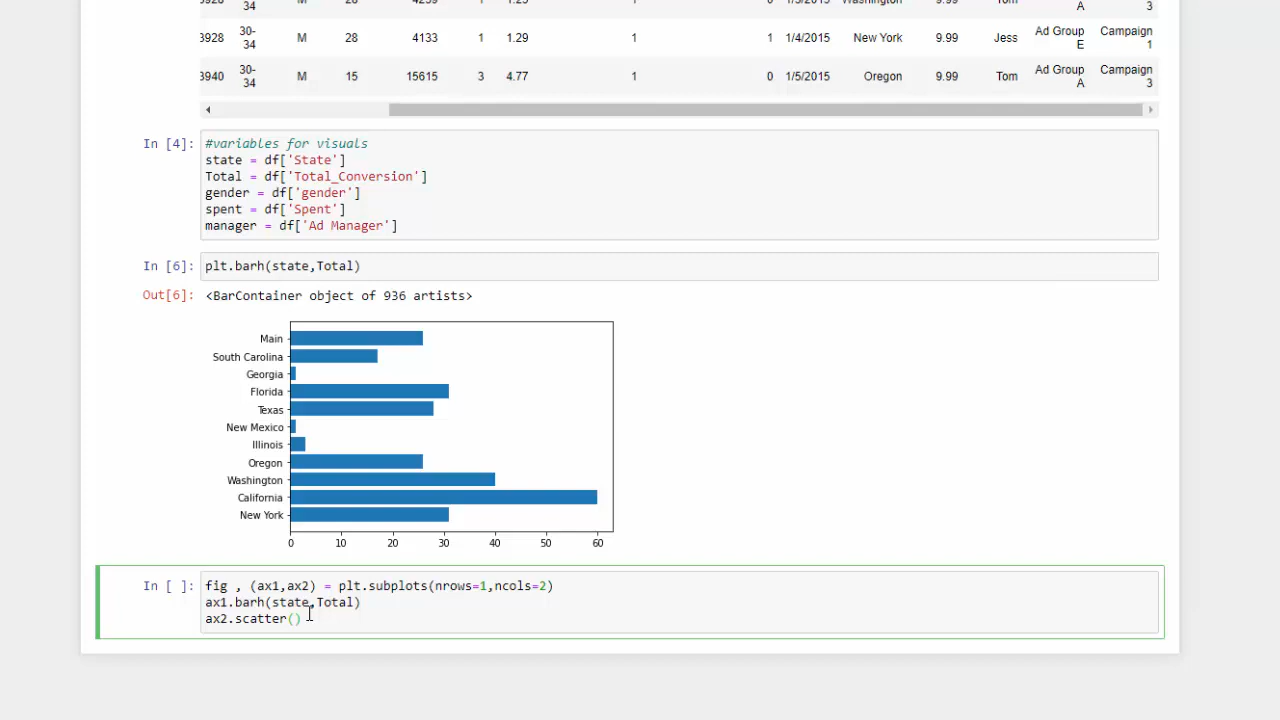 34 A 3
3928 30-34 M 28 4133 1 1.29 1 1 1/4/2015 New York 9.99 Jess Ad Group E Campaign 1
3940 30-34 M 15 15615 3 4.77 1 0 1/5/2015 Oregon 9.99 Tom Ad Group A Campaign 3
In [4]: #variables for visuals
state = df['State']
Total = df['Total_Conversion']
gender = df['gender']
spent = df['Spent']
manager = df['Ad Manager']
In [6]: plt.barh(state,Total)
Out[6]: <BarContainer object of 936 artists>
Main
South Carolina
Georgia
Florida
Texas
New Mexico
Illinois
Oregon
Washington
California
New York
0 10 20 30 40 50 60
In [ ]: fig , (ax1,ax2) = plt.subplots(nrows=1,ncols=2)
ax1.barh(state,Total)
ax2.scatter()